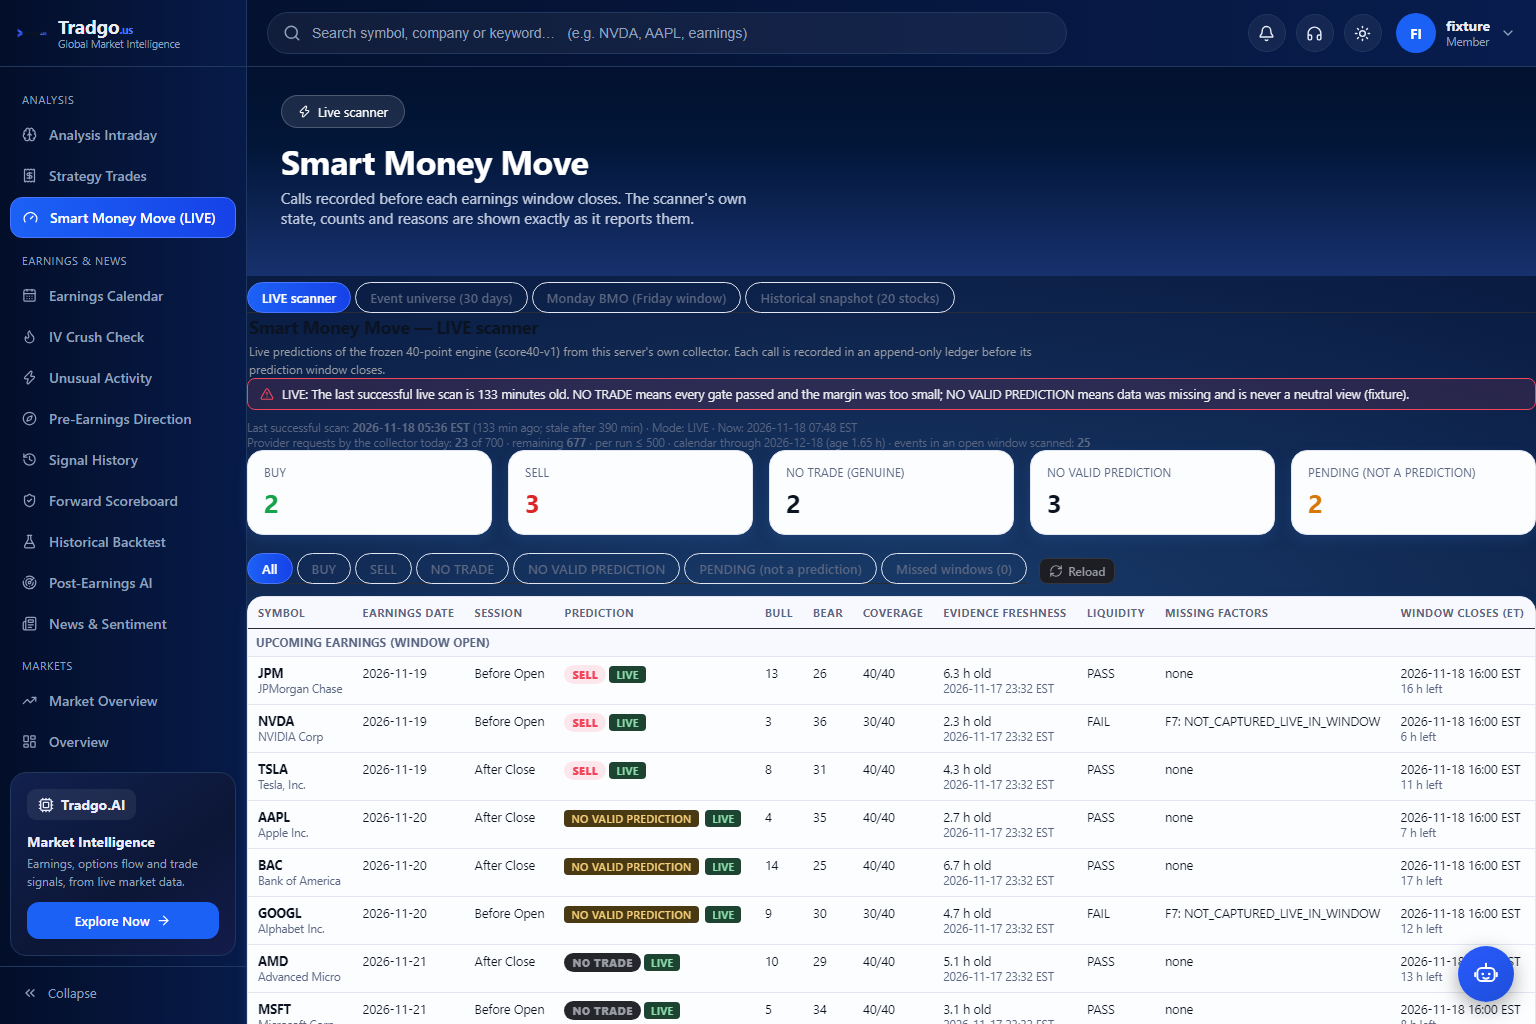 Tradgo.us
Global Market Intelligence
Search symbol, company or keyword… (e.g. NVDA, AAPL, earnings)
FI
fixture
Member
ANALYSIS
Analysis Intraday
Strategy Trades
Smart Money Move (LIVE)
EARNINGS & NEWS
Earnings Calendar
IV Crush Check
Unusual Activity
Pre-Earnings Direction
Signal History
Forward Scoreboard
Historical Backtest
Post-Earnings AI
News & Sentiment
MARKETS
Market Overview
Overview
Tradgo.AI
Market Intelligence
Earnings, options flow and trade
signals, from live market data.
Explore Now
Collapse
Live scanner
Smart Money Move
Calls recorded before each earnings window closes. The scanner's own
state, counts and reasons are shown exactly as it reports them.
LIVE scanner Event universe (30 days) Monday BMO (Friday window) Historical snapshot (20 stocks)
Smart Money Move — LIVE scanner
Live predictions of the frozen 40-point engine (score40-v1) from this server's own collector. Each call is recorded in an append-only ledger before its
prediction window closes.
LIVE: The last successful live scan is 133 minutes old. NO TRADE means every gate passed and the margin was too small; NO VALID PREDICTION means data was missing and is never a neutral view (fixture).
Last successful scan: 2026-11-18 05:36 EST (133 min ago; stale after 390 min) · Mode: LIVE · Now: 2026-11-18 07:48 EST
Provider requests by the collector today: 23 of 700 · remaining 677 · per run ≤ 500 · calendar through 2026-12-18 (age 1.65 h) · events in an open window scanned: 25
BUY SELL NO TRADE (GENUINE) NO VALID PREDICTION PENDING (NOT A PREDICTION)
2 3 2 3 2
All BUY SELL NO TRADE NO VALID PREDICTION PENDING (not a prediction) Missed windows (0) Reload
SYMBOL EARNINGS DATE SESSION PREDICTION BULL BEAR COVERAGE EVIDENCE FRESHNESS LIQUIDITY MISSING FACTORS WINDOW CLOSES (ET)
UPCOMING EARNINGS (WINDOW OPEN)
JPM 2026-11-19 Before Open SELL LIVE 13 26 40/40 6.3 h old PASS none 2026-11-18 16:00 EST
JPMorgan Chase 2026-11-17 23:32 EST 16 h left
NVDA 2026-11-19 Before Open SELL LIVE 3 36 30/40 2.3 h old FAIL F7: NOT_CAPTURED_LIVE_IN_WINDOW 2026-11-18 16:00 EST
NVIDIA Corp 2026-11-17 23:32 EST 6 h left
TSLA 2026-11-19 After Close SELL LIVE 8 31 40/40 4.3 h old PASS none 2026-11-18 16:00 EST
Tesla, Inc. 2026-11-17 23:32 EST 11 h left
AAPL 2026-11-20 After Close NO VALID PREDICTION LIVE 4 35 40/40 2.7 h old PASS none 2026-11-18 16:00 EST
Apple Inc. 2026-11-17 23:32 EST 7 h left
BAC 2026-11-20 After Close NO VALID PREDICTION LIVE 14 25 40/40 6.7 h old PASS none 2026-11-18 16:00 EST
Bank of America 2026-11-17 23:32 EST 17 h left
GOOGL 2026-11-20 Before Open NO VALID PREDICTION LIVE 9 30 30/40 4.7 h old FAIL F7: NOT_CAPTURED_LIVE_IN_WINDOW 2026-11-18 16:00 EST
Alphabet Inc. 2026-11-17 23:32 EST 12 h left
AMD 2026-11-21 After Close NO TRADE LIVE 10 29 40/40 5.1 h old PASS none
Advanced Micro 2026-11-17 23:32 EST 13 h left
MSFT 2026-11-21 Before Open NO TRADE LIVE 5 34 40/40 3.1 h old PASS none 2026-11-18 16:00 EST